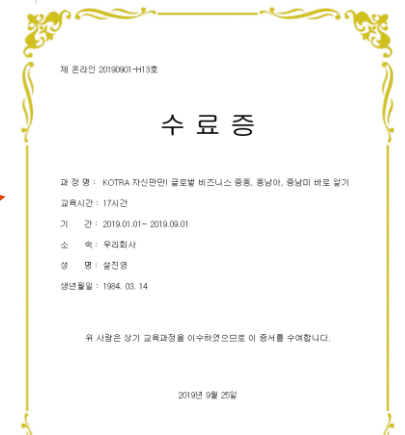 제 온라인 20190901-H13호
수 료 증
과 정 명 : KOTRA 자신만만! 글로벌 비즈니스 중동, 동남아, 중남미 바로 알기
교육시간 : 17시간
기 간 : 2019.01.01~ 2019.09.01
소 속 : 우리회사
성 명 : 설진영
생년월일 : 1984. 03. 14
위 사람은 상기 교육과정을 이수하였으므로 이 증서를 수여합니다.
2019년 9월 25일